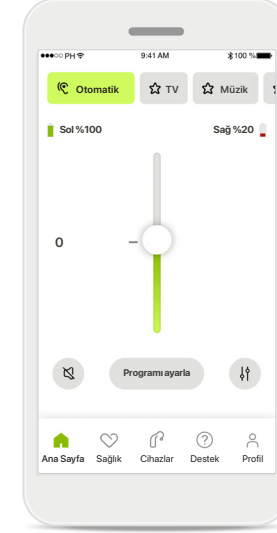 PH 9:41 AM 100 %
Otomatik TV Müzik
Sol %100 Sağ %20
0
Programı ayarla
Ana Sayfa Sağlık Cihazlar Destek Profil